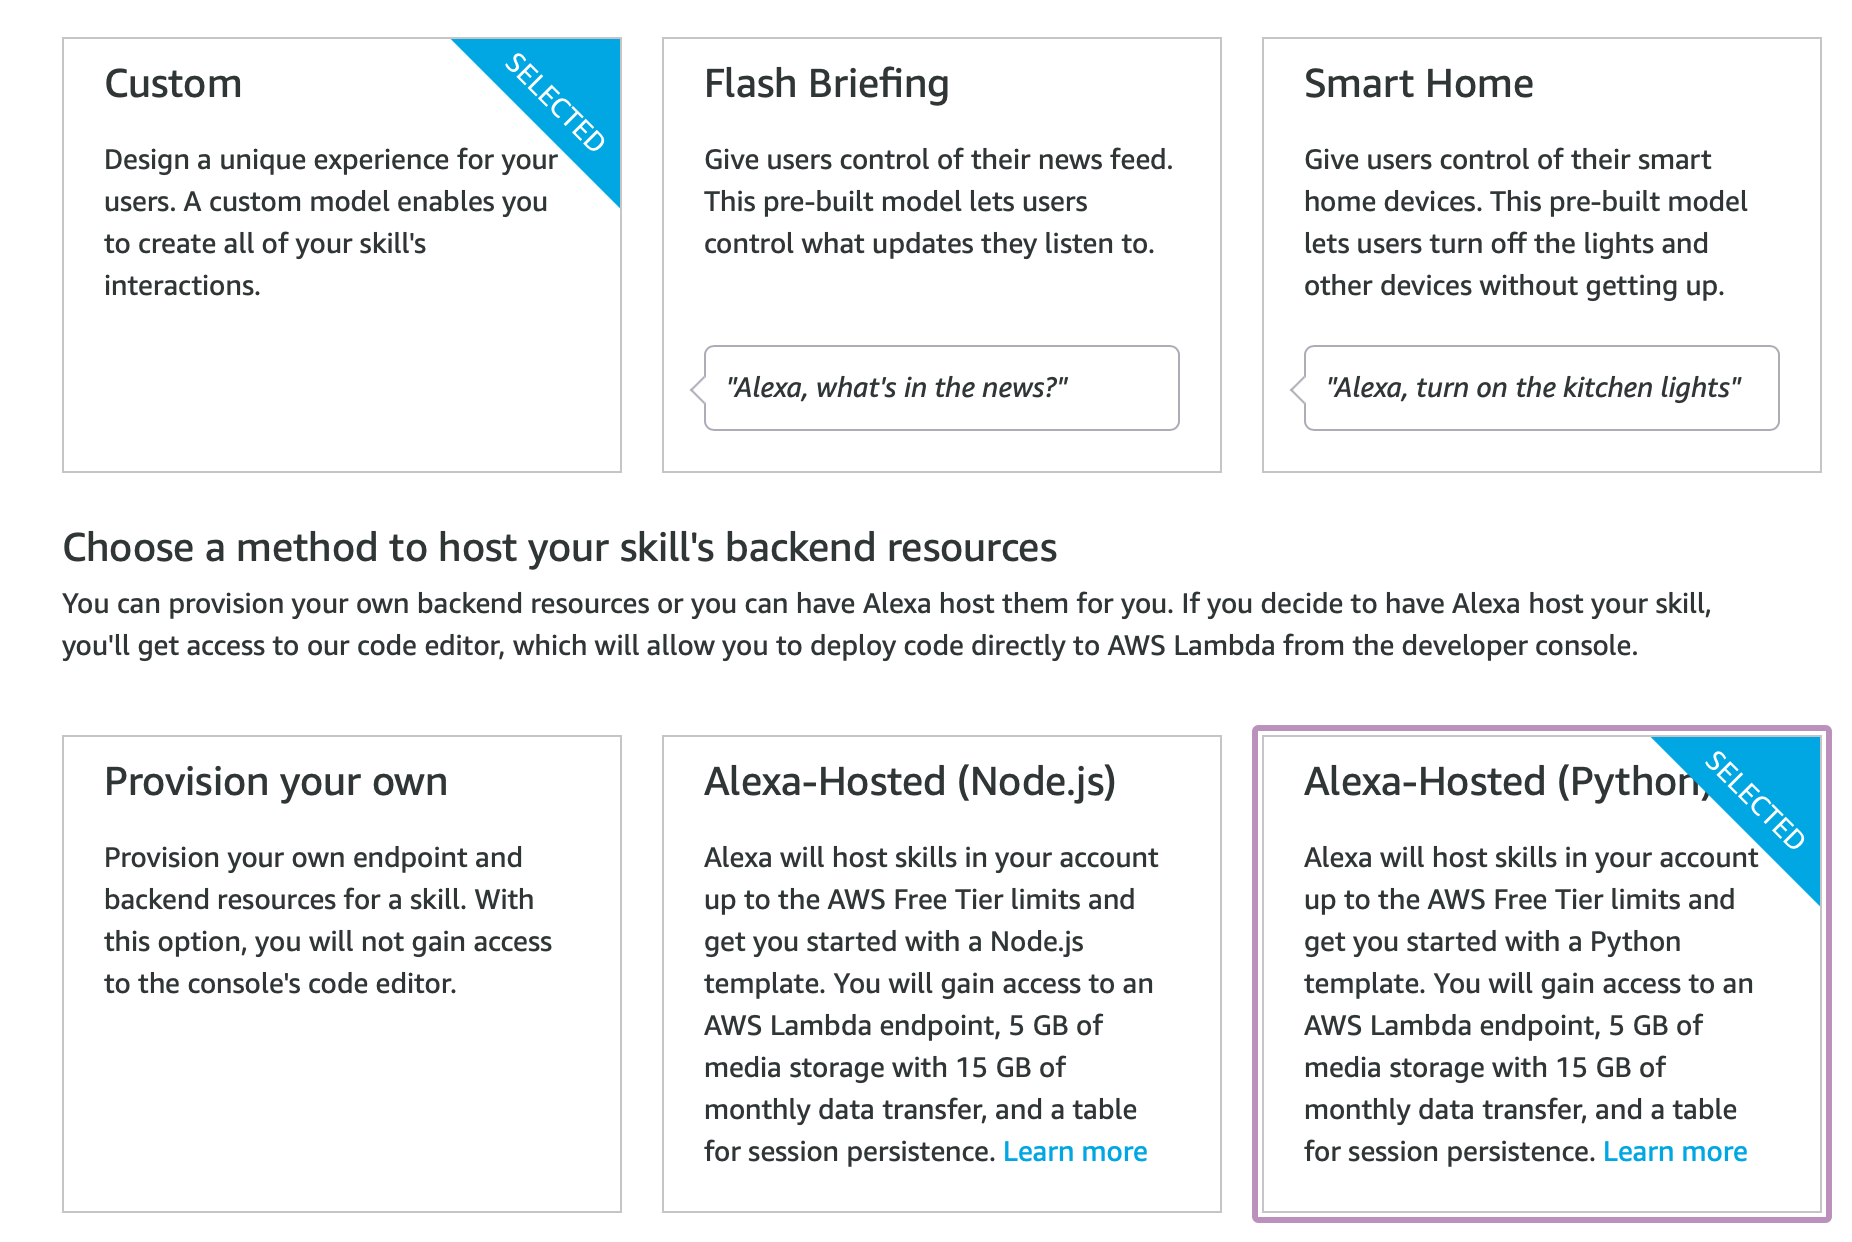 Custom
SELECTED
Design a unique experience for your
users. A custom model enables you
to create all of your skill's
interactions.
Flash Briefing
Give users control of their news feed.
This pre-built model lets users
control what updates they listen to.
"Alexa, what's in the news?"
Smart Home
Give users control of their smart
home devices. This pre-built model
lets users turn off the lights and
other devices without getting up.
"Alexa, turn on the kitchen lights"
Choose a method to host your skill's backend resources
You can provision your own backend resources or you can have Alexa host them for you. If you decide to have Alexa host your skill,
you'll get access to our code editor, which will allow you to deploy code directly to AWS Lambda from the developer console.
Provision your own
Provision your own endpoint and
backend resources for a skill. With
this option, you will not gain access
to the console's code editor.
Alexa-Hosted (Node.js)
Alexa will host skills in your account
up to the AWS Free Tier limits and
get you started with a Node.js
template. You will gain access to an
AWS Lambda endpoint, 5 GB of
media storage with 15 GB of
monthly data transfer, and a table
for session persistence. Learn more
Alexa-Hosted (Python)
SELECTED
Alexa will host skills in your account
up to the AWS Free Tier limits and
get you started with a Python
template. You will gain access to an
AWS Lambda endpoint, 5 GB of
media storage with 15 GB of
monthly data transfer, and a table
for session persistence. Learn more